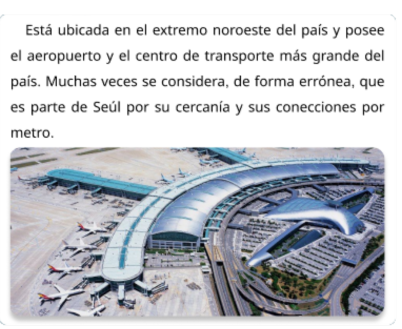 Está ubicada en el extremo noroeste del país y posee
el aeropuerto y el centro de transporte más grande del
país. Muchas veces se considera, de forma errónea, que
es parte de Seúl por su cercanía y sus conecciones por
metro.